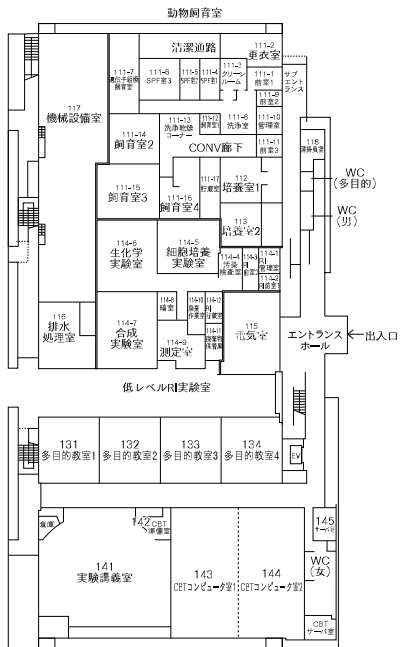 動物飼育室
清潔通路
111-2
更衣室
111-7
遺伝子組換
飼育室
111-6
SPF室3
111-5
SPF室2
111-4
SPF室1
111-3
クリーン
ルーム
111-1
前室1
サブ
エントランス
111-9
前室2
117
機械設備室
111-14
飼育室2
111-13
洗浄乾燥
コーナー
111-12
飼育室1
111-8
洗浄室
111-10
管理室
CONV廊下
111-11
前室3
118
WC
(多目的)
111-15
飼育室3
111-16
飼育室4
111-17
貯蔵室
112
培養室1
WC
(男)
113
培養室2
114-6
生化学
実験室
114-5
細胞培養
実験室
114-4
汚染
検査室
114-3
RI
前室2
114-1
RI
管理室
114-2
RI前室1
116
排水
処理室
114-7
合成
実験室
114-8
暗室
114-9
測定室
114-10
114-12
RI
貯蔵室
114-11
115
電気室
エントランス
ホール
出入口
低レベルRI実験室
131
多目的教室1
132
多目的教室2
133
多目的教室3
134
多目的教室4
EV
倉庫
142
CBT
準備室
145
サーバ室
141
実験講義室
143
CBTコンピュータ室1
144
CBTコンピュータ室2
WC
(女)
CBT
サーバ室